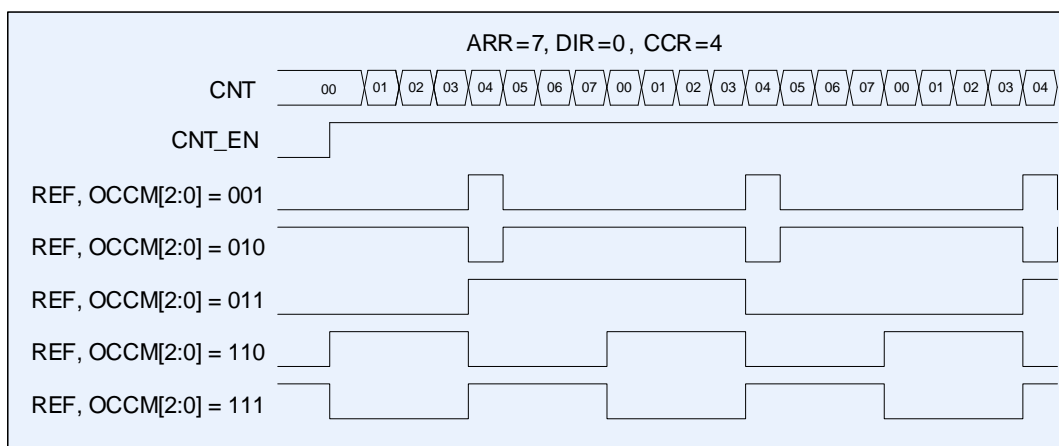 ARR=7, DIR=0, CCR=4
CNT 00 01 02 03 04 05 06 07 00 01 02 03 04 05 06 07 00 01 02 03 04
CNT_EN
REF, OCCM[2:0] = 001
REF, OCCM[2:0] = 010
REF, OCCM[2:0] = 011
REF, OCCM[2:0] = 110
REF, OCCM[2:0] = 111